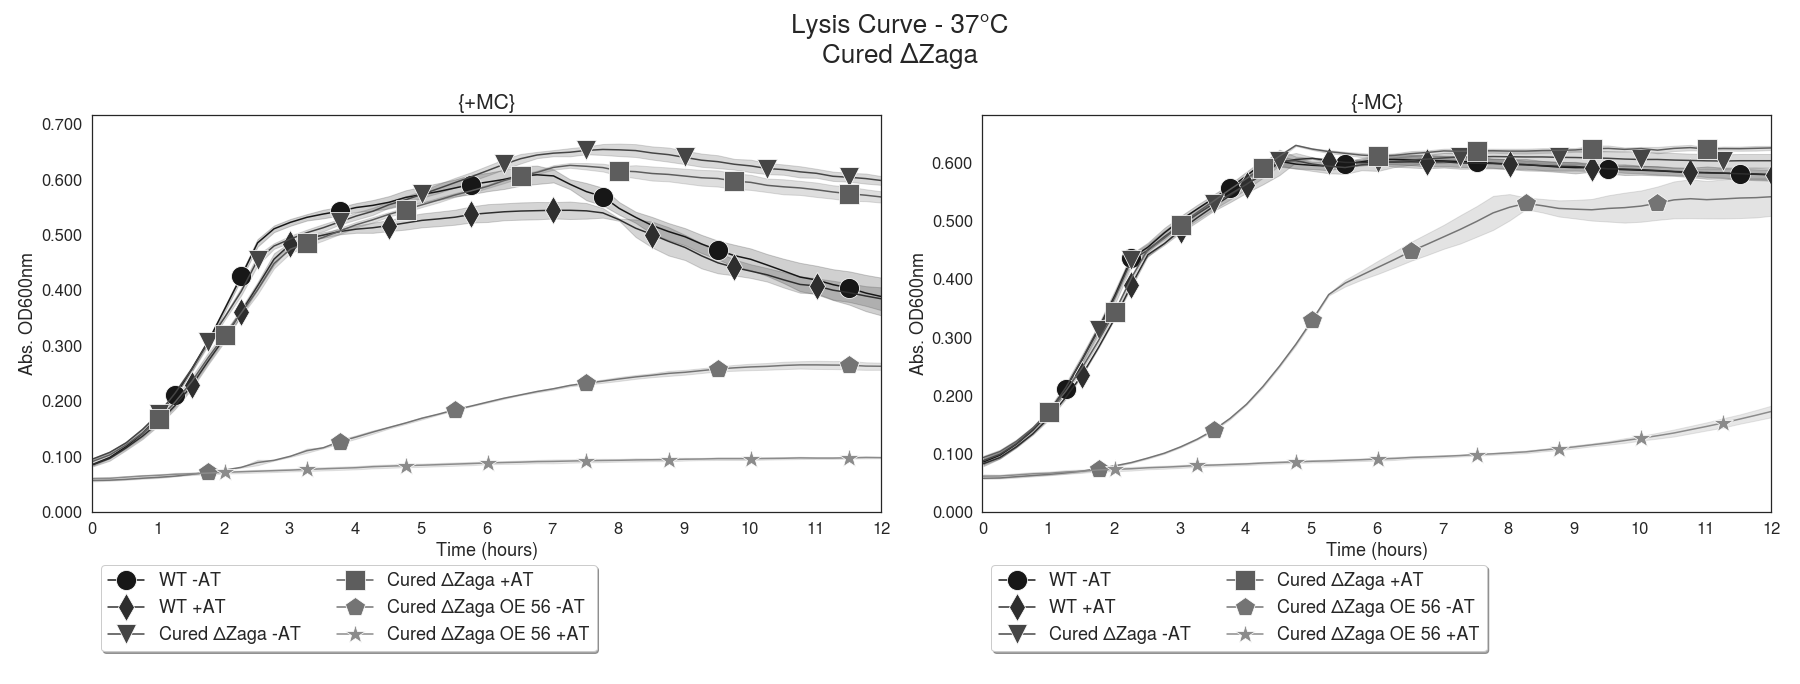 Lysis Curve - 37°C
Cured ΔZaga
{+MC}
0.700
0.600
0.500
0.400
0.300
0.200
0.100
0.000
Abs. OD600nm
0 1 2 3 4 5 6 7 8 9 10 11 12
Time (hours)
WT -AT
WT +AT
Cured ΔZaga -AT
Cured ΔZaga +AT
Cured ΔZaga OE 56 -AT
Cured ΔZaga OE 56 +AT
{-MC}
0.600
0.500
0.400
0.300
0.200
0.100
0.000
Abs. OD600nm
0 1 2 3 4 5 6 7 8 9 10 11 12
Time (hours)
WT -AT
WT +AT
Cured ΔZaga -AT
Cured ΔZaga +AT
Cured ΔZaga OE 56 -AT
Cured ΔZaga OE 56 +AT